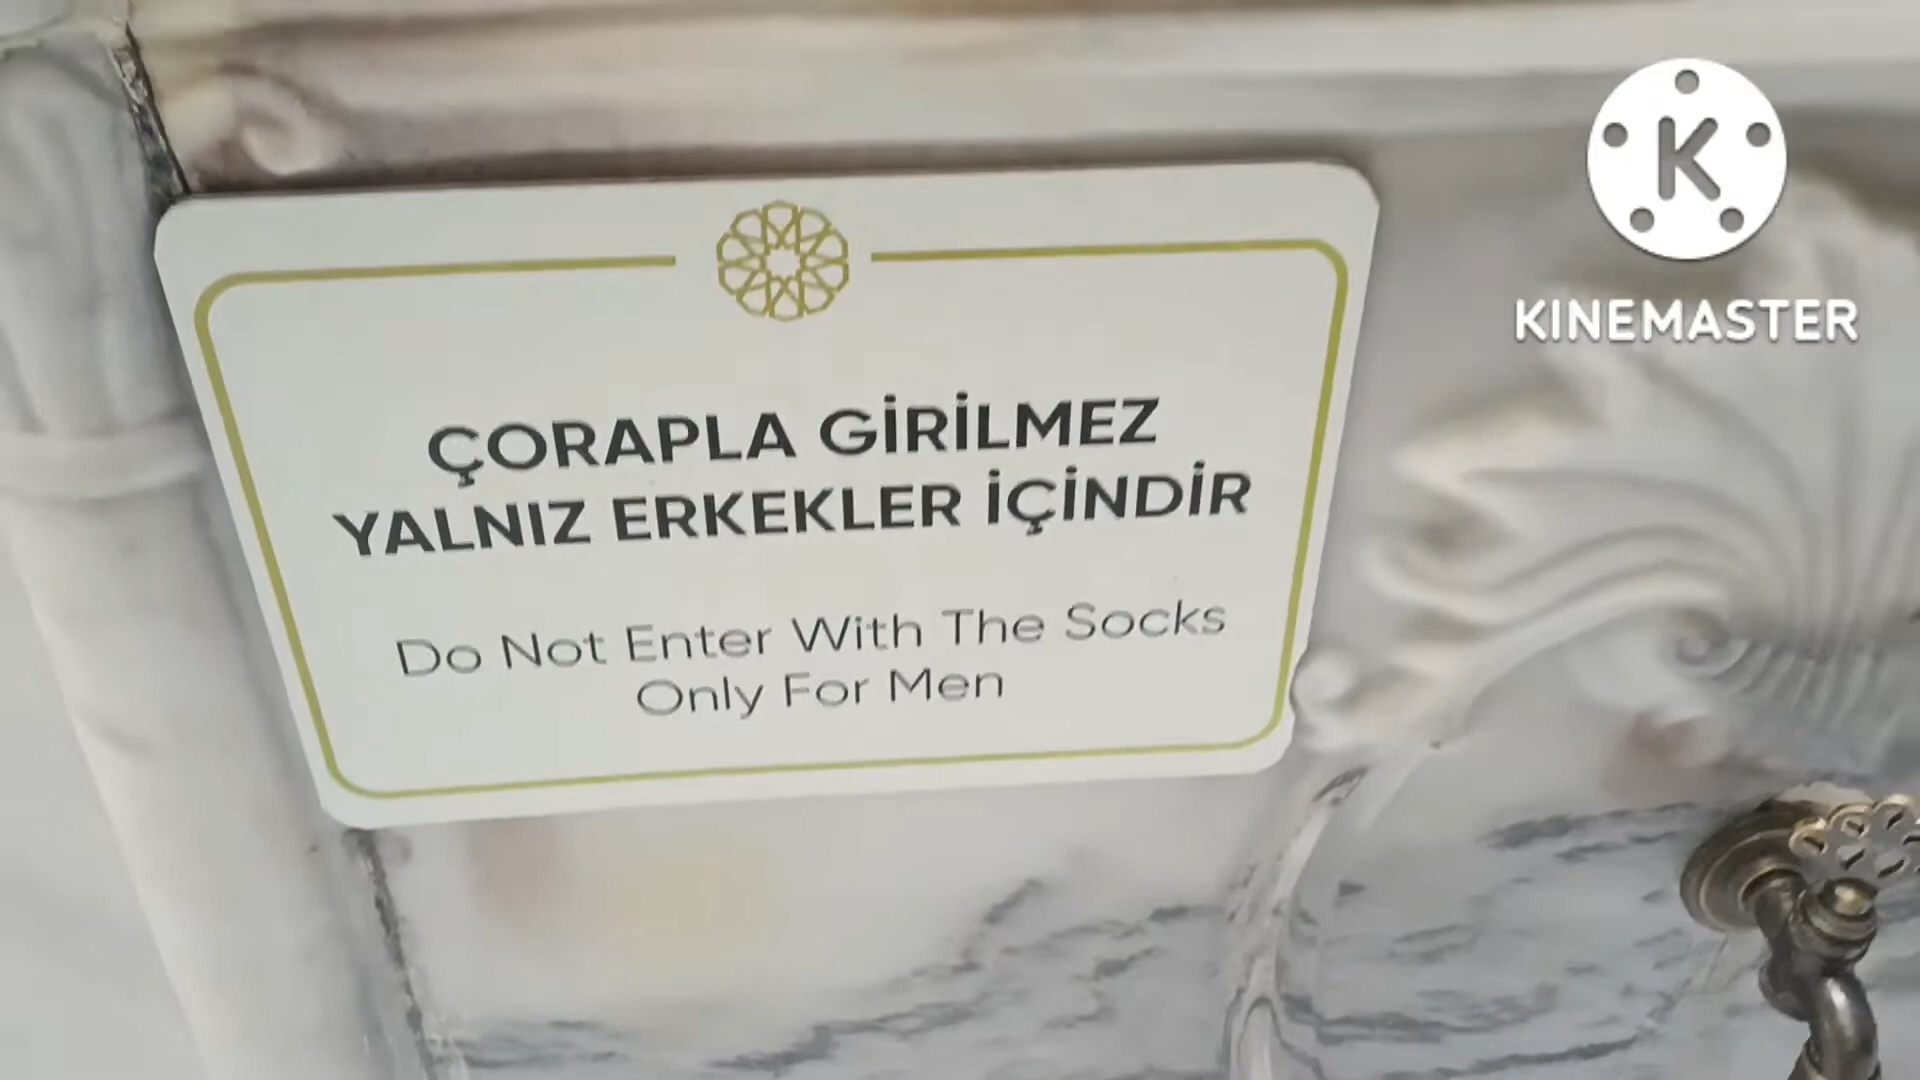 K
KINEMASTER
ÇORAPLA GİRİLMEZ
YALNIZ ERKEKLER İÇİNDİR
Do Not Enter With The Socks
Only For Men